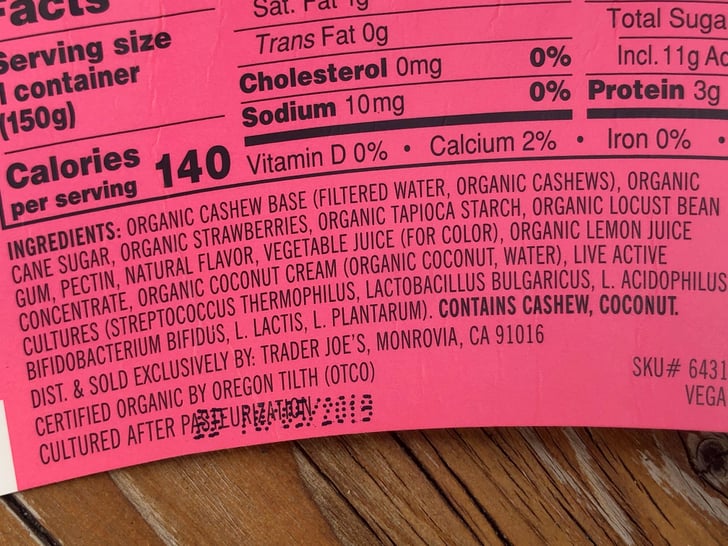 Facts
Serving size
1 container
(150g)
Calories
per serving
140
Sat. Fat 1g
Trans Fat 0g
Cholesterol 0mg 0%
Sodium 10mg 0%
Total Suga
Incl. 11g Ad
Protein 3g
Vitamin D 0% • Calcium 2% • Iron 0% •
INGREDIENTS: ORGANIC CASHEW BASE (FILTERED WATER, ORGANIC CASHEWS), ORGANIC
CANE SUGAR, ORGANIC STRAWBERRIES, ORGANIC TAPIOCA STARCH, ORGANIC LOCUST BEAN
GUM, PECTIN, NATURAL FLAVOR, VEGETABLE JUICE (FOR COLOR), ORGANIC LEMON JUICE
CONCENTRATE, ORGANIC COCONUT CREAM (ORGANIC COCONUT, WATER), LIVE ACTIVE
CULTURES (STREPTOCOCCUS THERMOPHILUS, LACTOBACILLUS BULGARICUS, L. ACIDOPHILUS
BIFIDOBACTERIUM BIFIDUS, L. LACTIS, L. PLANTARUM). CONTAINS CASHEW, COCONUT.
DIST. & SOLD EXCLUSIVELY BY: TRADER JOE'S, MONROVIA, CA 91016
CERTIFIED ORGANIC BY OREGON TILTH (OTCO)
CULTURED AFTER PASTEURIZATION
SKU# 6431
VEGA